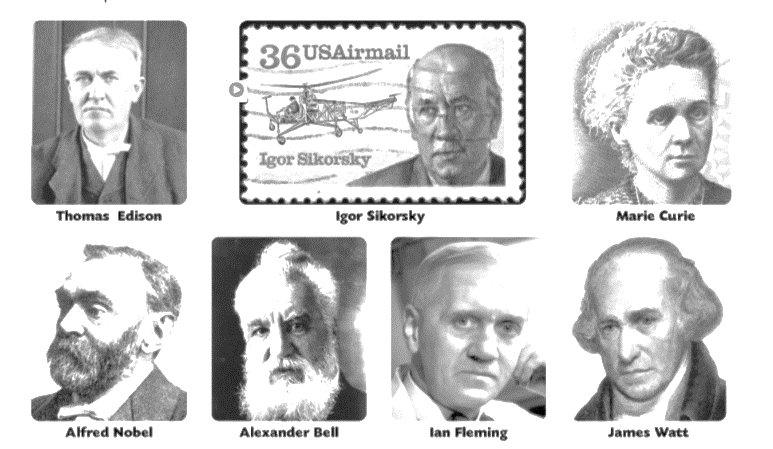 36 USAirmail
Igor Sikorsky
Thomas Edison
Igor Sikorsky
Marie Curie
Alfred Nobel
Alexander Bell
Ian Fleming
James Watt